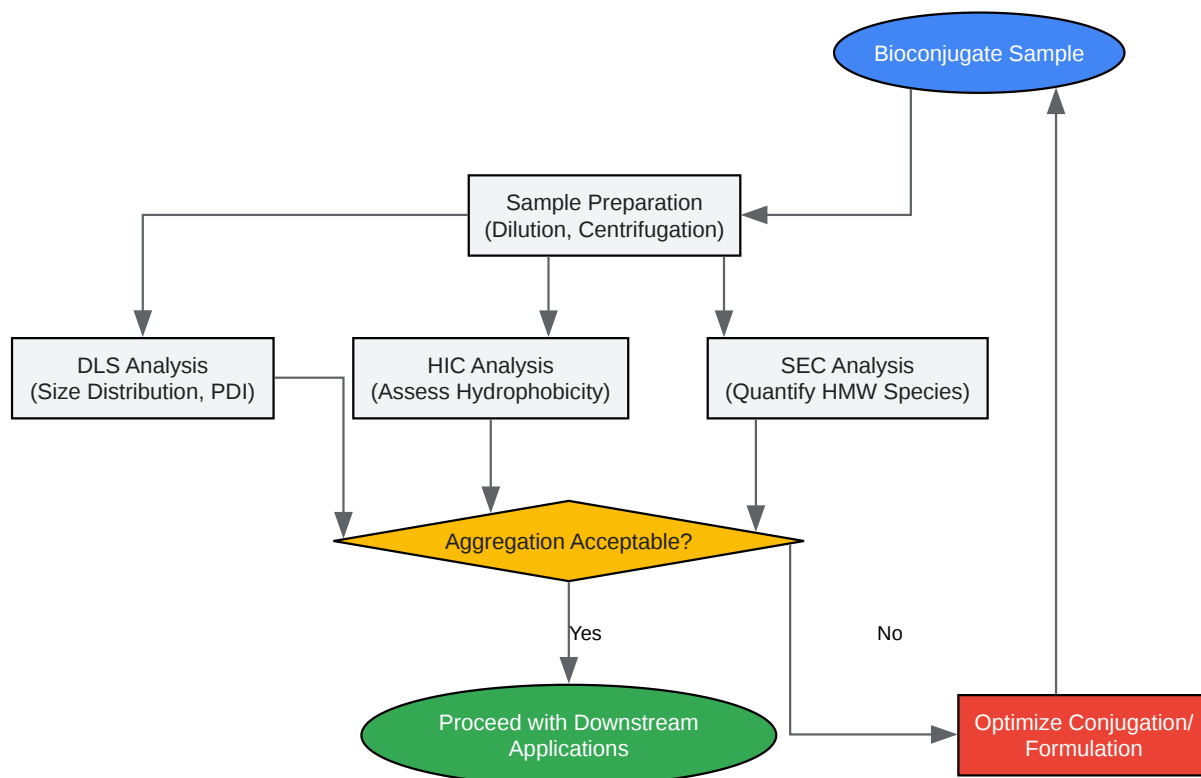 Bioconjugate Sample
Sample Preparation
(Dilution, Centrifugation)
DLS Analysis
(Size Distribution, PDI)
HIC Analysis
(Assess Hydrophobicity)
SEC Analysis
(Quantify HMW Species)
Aggregation Acceptable?
Yes
No
Proceed with Downstream
Applications
Optimize Conjugation/
Formulation